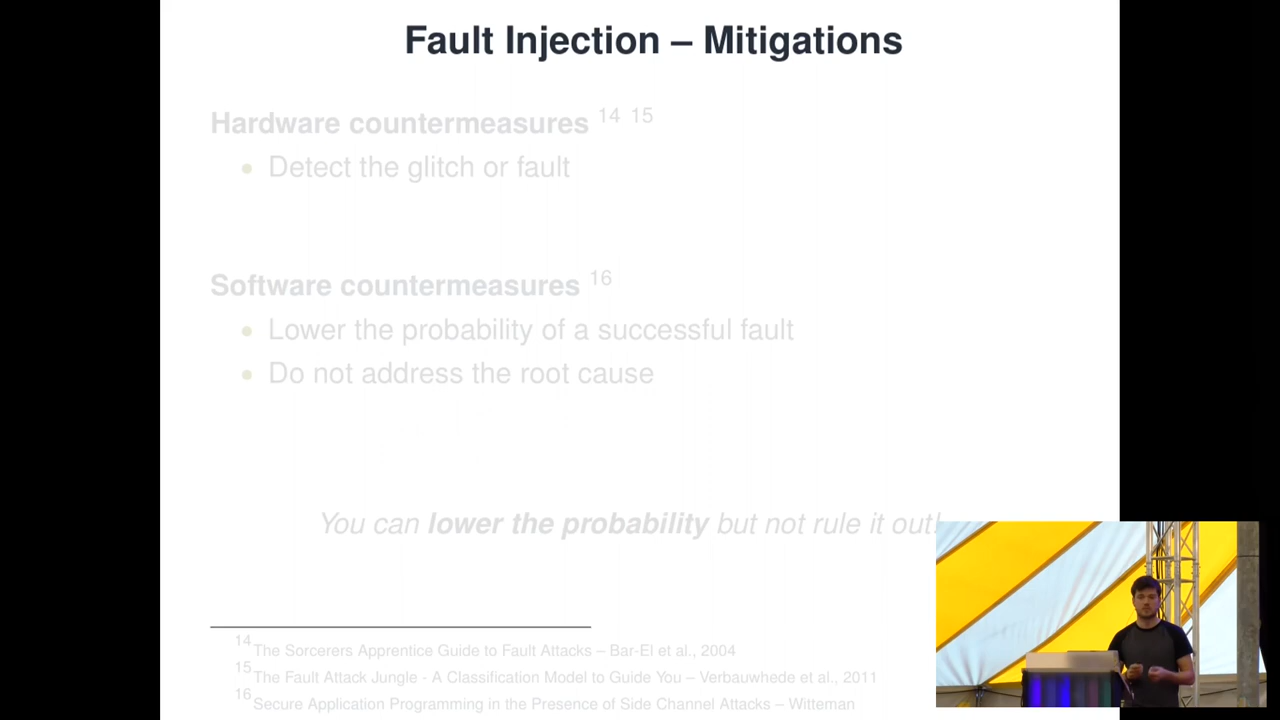 Fault Injection – Mitigations
Hardware countermeasures 14 15
• Detect the glitch or fault
Software countermeasures 16
• Lower the probability of a successful fault
• Do not address the root cause
You can lower the probability but not rule it out!
14 The Sorcerers Apprentice Guide to Fault Attacks – Bar-El et al., 2004
15 The Fault Attack Jungle - A Classification Model to Guide You – Verbauwhede et al., 2011
16 Secure Application Programming in the Presence of Side Channel Attacks – Witteman